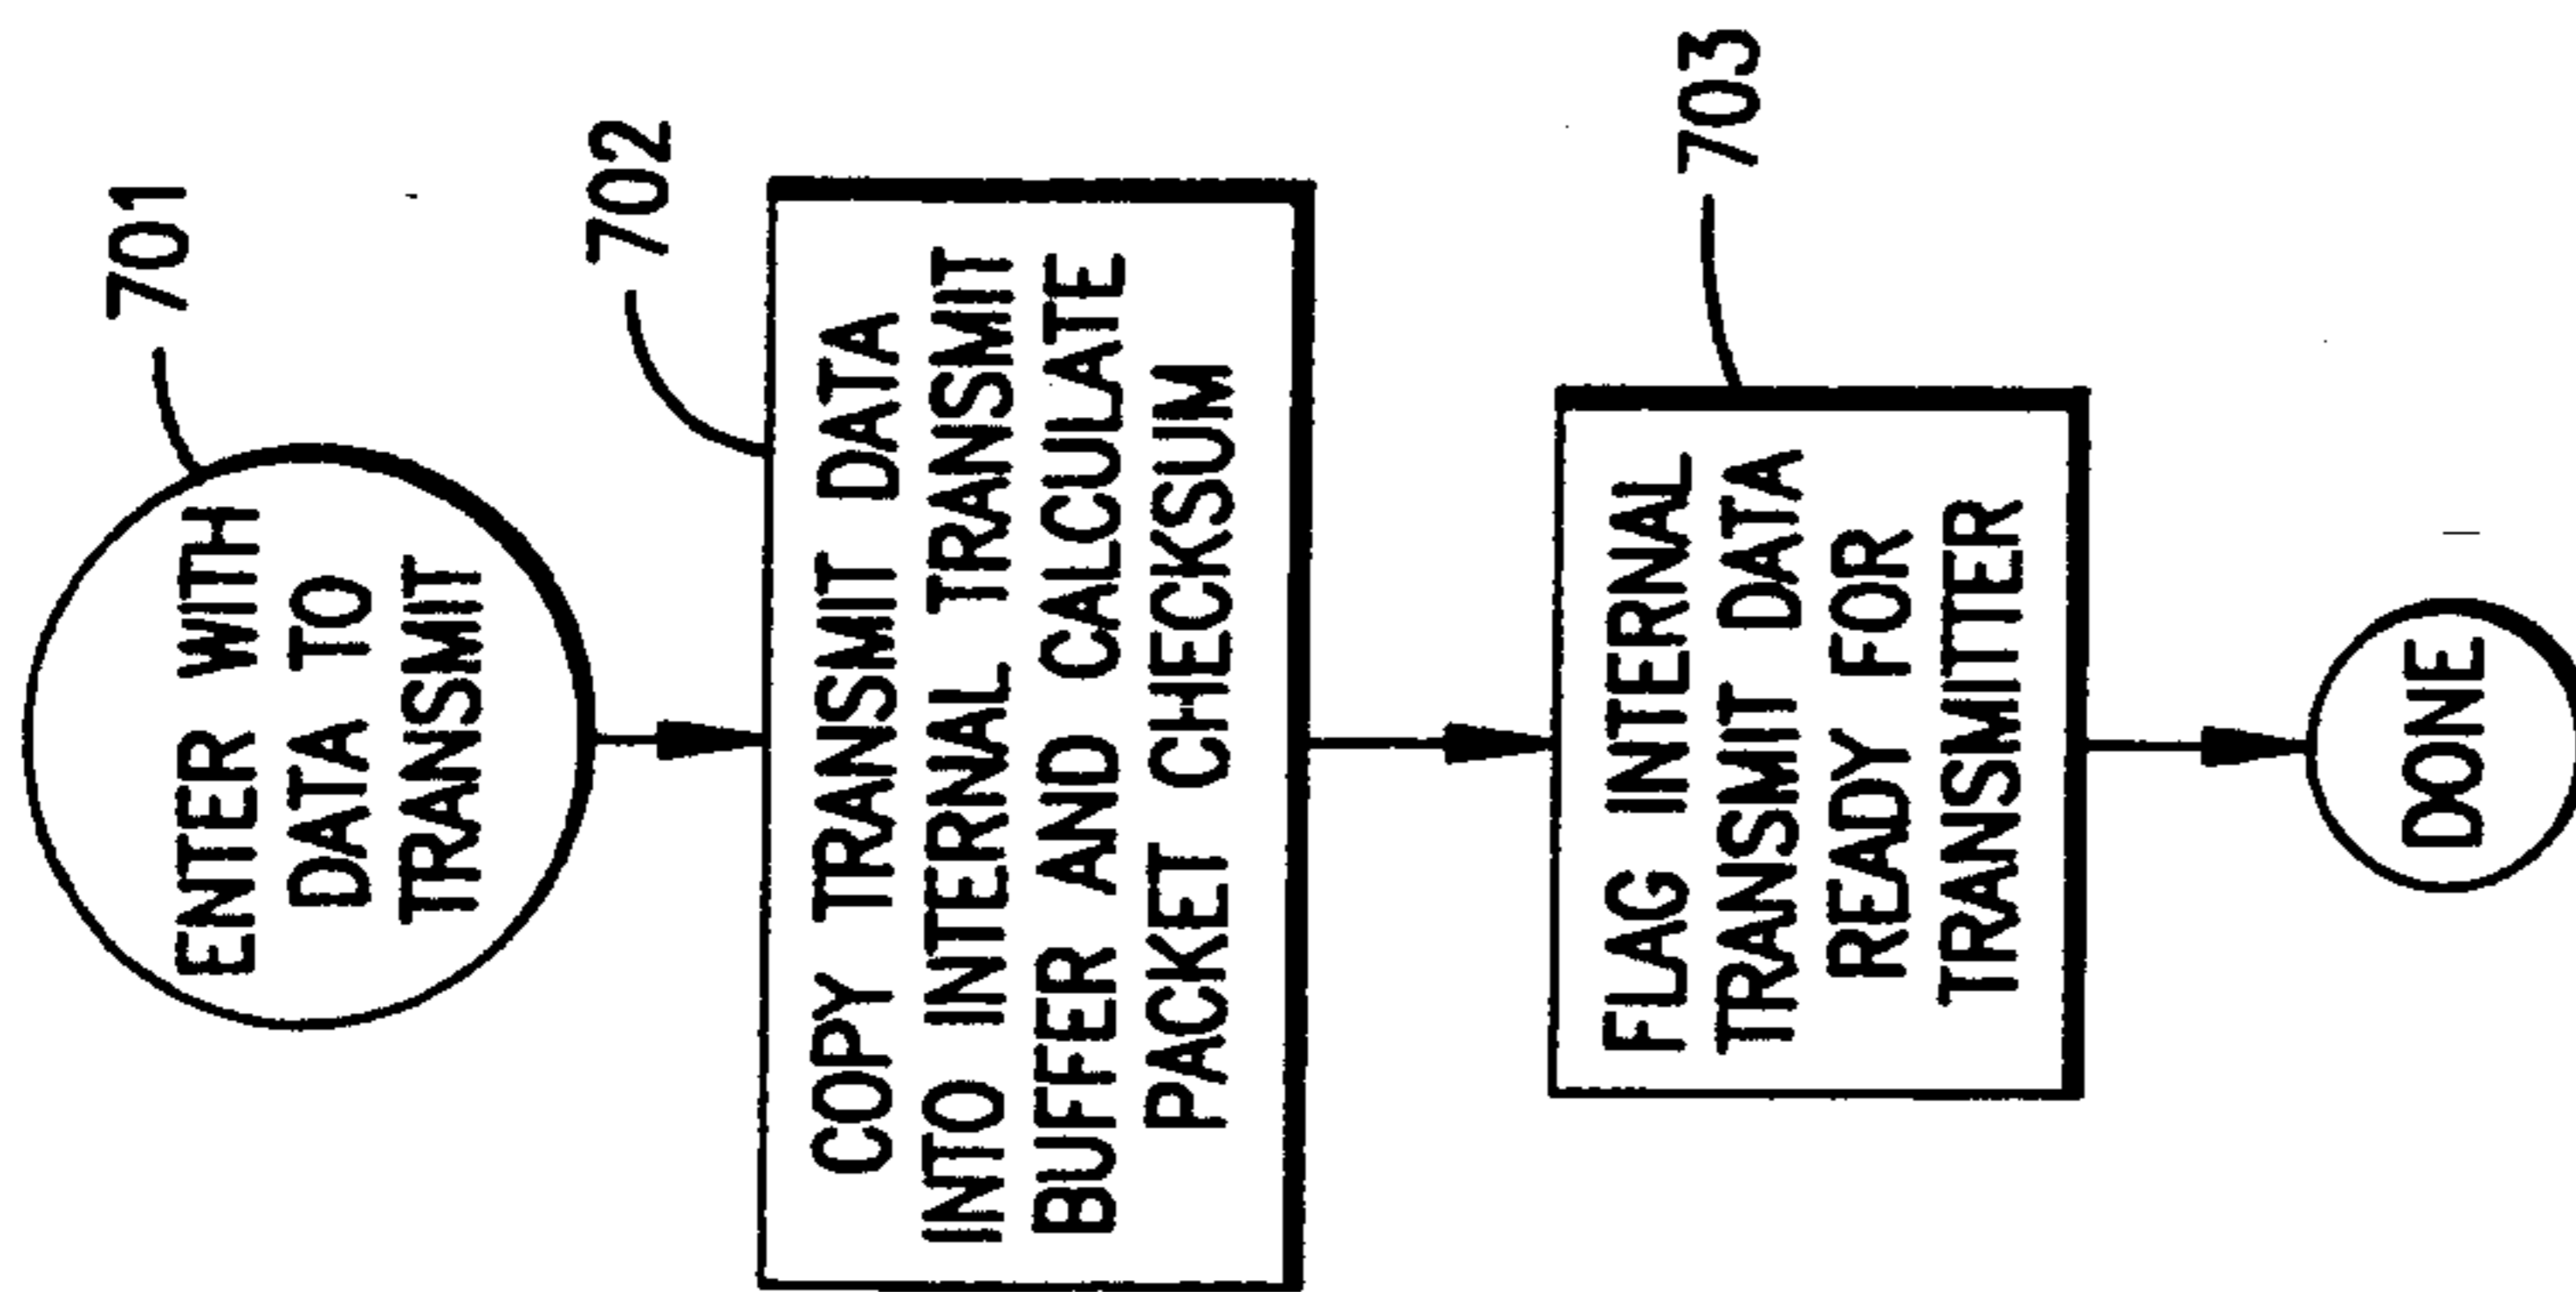 701
ENTER WITH
DATA TO
TRANSMIT
702
COPY TRANSMIT DATA
INTO INTERNAL TRANSMIT
BUFFER AND CALCULATE
PACKET CHECKSUM
703
FLAG INTERNAL
TRANSMIT DATA
READY FOR
TRANSMITTER
DONE